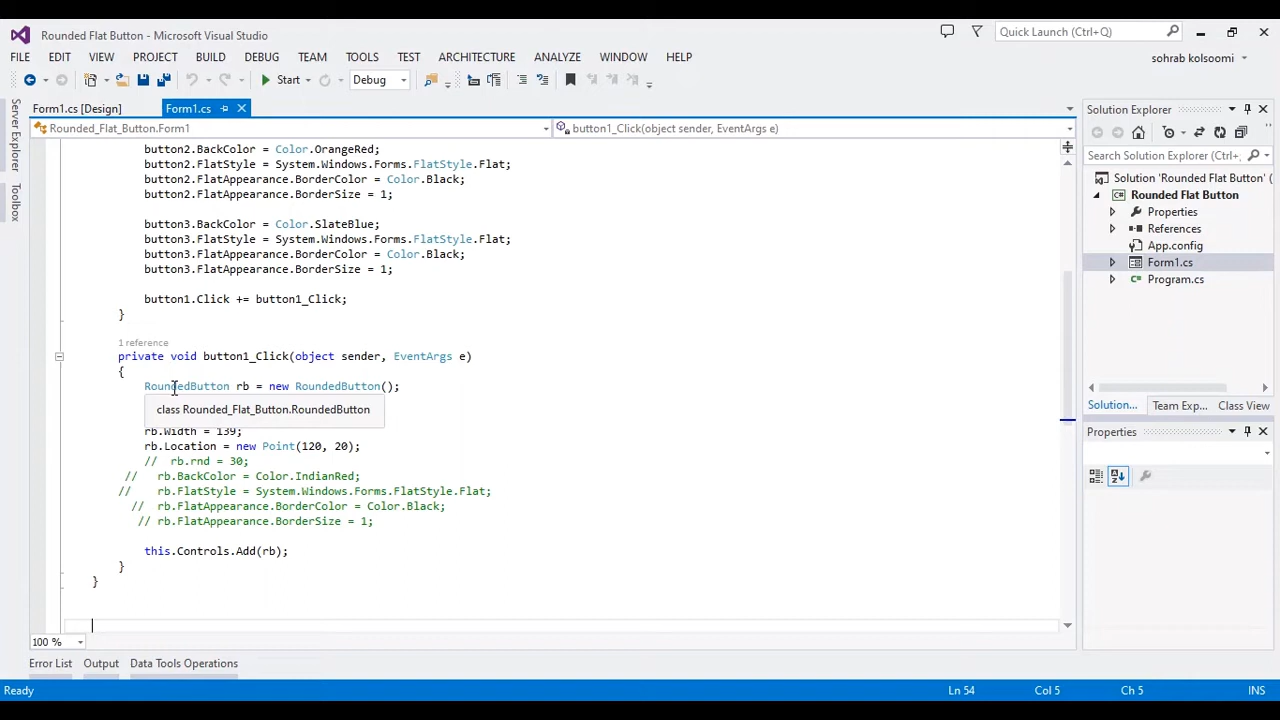 Rounded Flat Button - Microsoft Visual Studio
Quick Launch (Ctrl+Q)
FILE EDIT VIEW PROJECT BUILD DEBUG TEAM TOOLS TEST ARCHITECTURE ANALYZE WINDOW HELP
sohrab kolsoomi
Start Debug
Server Explorer
Toolbox
Form1.cs [Design] Form1.cs
Rounded_Flat_Button.Form1 button1_Click(object sender, EventArgs e)
button2.BackColor = Color.OrangeRed;
button2.FlatStyle = System.Windows.Forms.FlatStyle.Flat;
button2.FlatAppearance.BorderColor = Color.Black;
button2.FlatAppearance.BorderSize = 1;
button3.BackColor = Color.SlateBlue;
button3.FlatStyle = System.Windows.Forms.FlatStyle.Flat;
button3.FlatAppearance.BorderColor = Color.Black;
button3.FlatAppearance.BorderSize = 1;
button1.Click += button1_Click;
}
1 reference
private void button1_Click(object sender, EventArgs e)
{
RoundedButton rb = new RoundedButton();
class Rounded_Flat_Button.RoundedButton
rb.Width = 139;
rb.Location = new Point(120, 20);
// rb.rnd = 30;
// rb.BackColor = Color.IndianRed;
// rb.FlatStyle = System.Windows.Forms.FlatStyle.Flat;
// rb.FlatAppearance.BorderColor = Color.Black;
// rb.FlatAppearance.BorderSize = 1;
this.Controls.Add(rb);
}
}
100 %
Solution Explorer
Search Solution Explorer (Ctrl+;)
Solution 'Rounded Flat Button' (
C# Rounded Flat Button
Properties
References
App.config
Form1.cs
C# Program.cs
Solution... Team Exp... Class View
Properties
Error List Output Data Tools Operations
Ready Ln 54 Col 5 Ch 5 INS